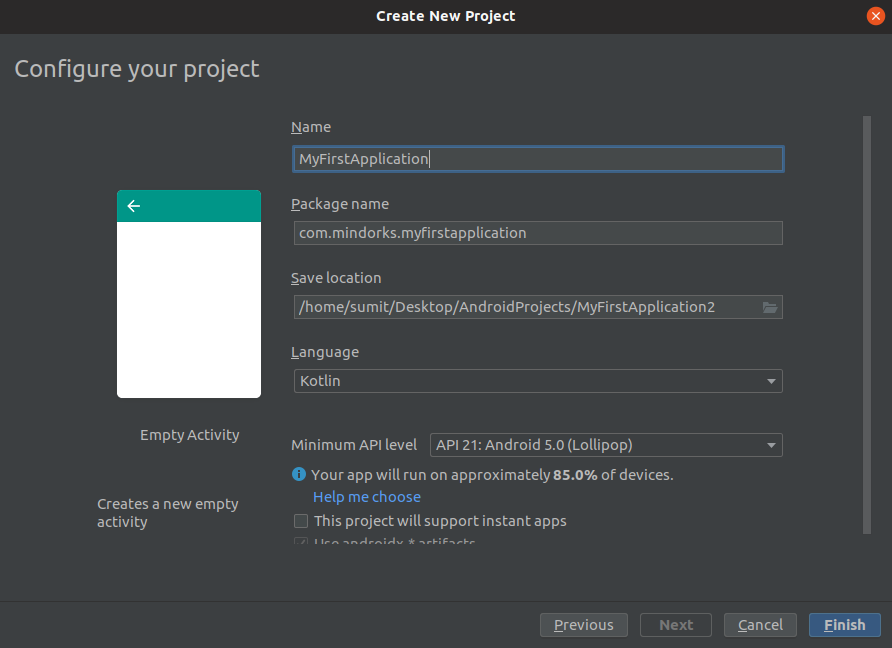 Create New Project
Configure your project
Name
MyFirstApplication
Package name
com.mindorks.myfirstapplication
Save location
/home/sumit/Desktop/AndroidProjects/MyFirstApplication2
Language
Kotlin
Empty Activity
Creates a new empty
activity
Minimum API level API 21: Android 5.0 (Lollipop)
Your app will run on approximately 85.0% of devices.
Help me choose
This project will support instant apps
Use androidx.* artifacts
Previous Next Cancel Finish